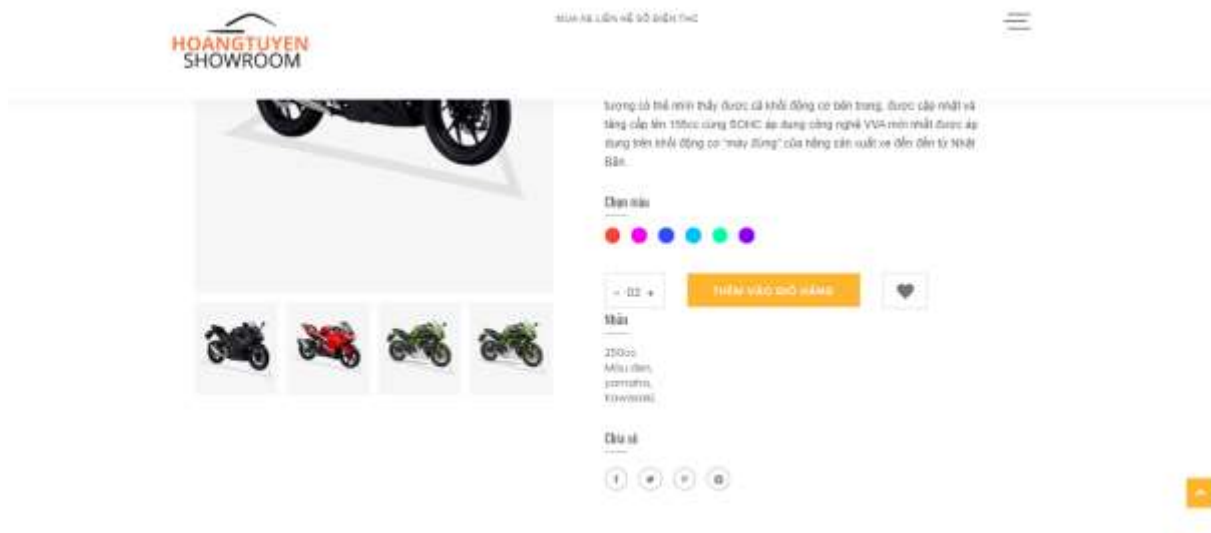 HOANGTUYEN
SHOWROOM
MUA XE LIÊN HỆ SỐ ĐIỆN THO
tượng có thể nhìn thấy được cả khối động cơ bên trong, được cập nhật và
tăng cấp lên 155cc cùng SOHC áp dụng công nghệ VVA mới nhất được áp
dụng trên khối động cơ "máy đứng" của hãng sản xuất xe đến đến từ Nhật
Bản.
Chọn màu
- 02 +
THÊM VÀO GIỎ HÀNG
Nhãn
250cc
Màu đen,
yamaha,
Kawasaki
Chia sẻ